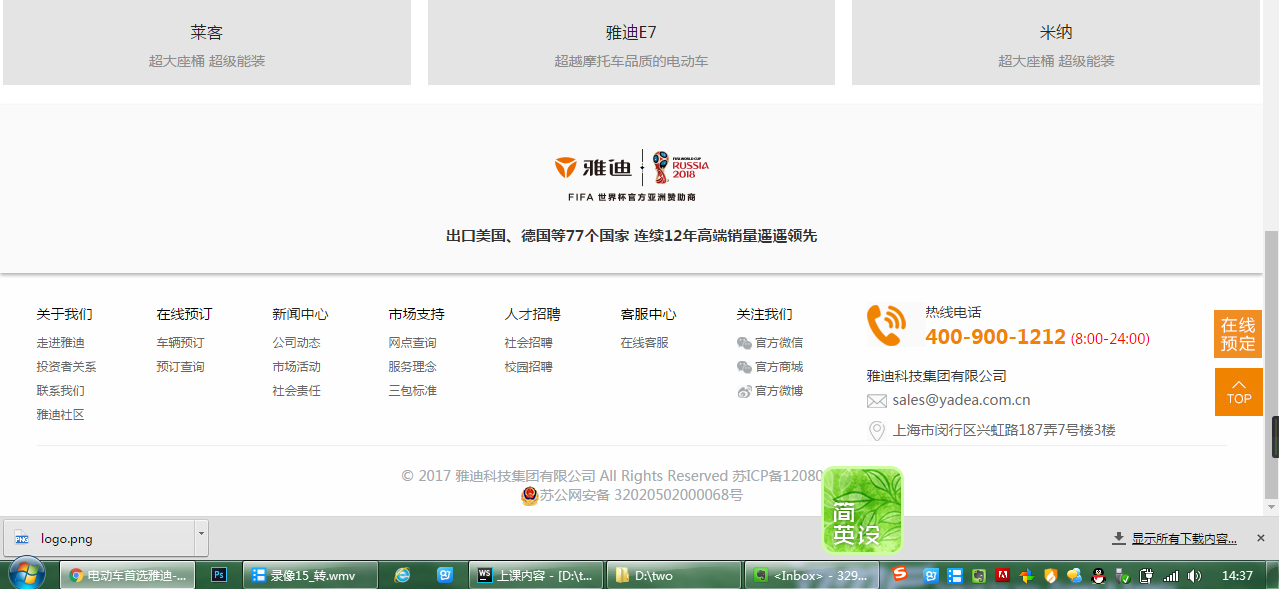 莱客
雅迪E7
米纳
超大座桶 超级能装
超越摩托车品质的电动车
超大座桶 超级能装
雅迪
FIFA WORLD CUP
RUSSIA
2018
FIFA 世界杯官方亚洲赞助商
出口美国、德国等77个国家 连续12年高端销量遥遥领先
关于我们
走进雅迪
投资者关系
联系我们
雅迪社区
在线预订
车辆预订
预订查询
新闻中心
公司动态
市场活动
社会责任
市场支持
网点查询
服务理念
三包标准
人才招聘
社会招聘
校园招聘
客服中心
在线客服
关注我们
官方微信
官方商城
官方微博
热线电话
400-900-1212 (8:00-24:00)
雅迪科技集团有限公司
sales@yadea.com.cn
上海市闵行区兴虹路187弄7号楼3楼
在线
预定
TOP
© 2017 雅迪科技集团有限公司 All Rights Reserved 苏ICP备12080
苏公网安备 32020502000068号
简
英 设
logo.png
显示所有下载内容...
电动车首选雅迪-...
Ps
录像15_转.wmv
上课内容 - [D:\t...
D:\two
<Inbox> - 329...
14:37